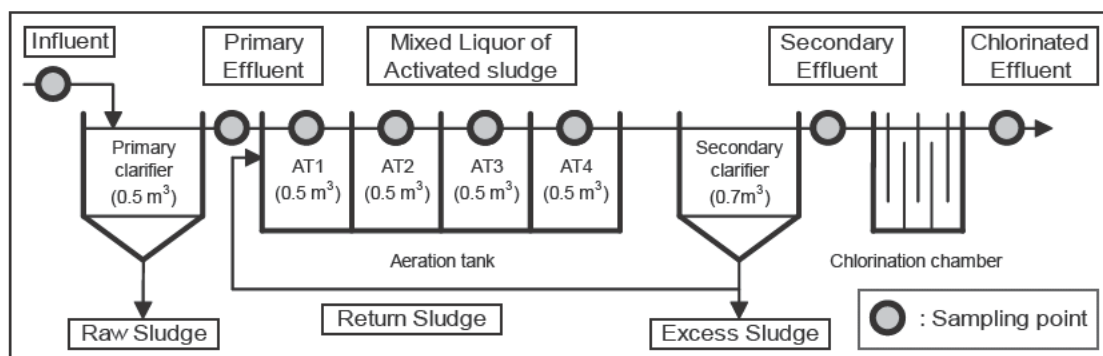 Influent
Primary
Effluent
Mixed Liquor of
Activated sludge
Secondary
Effluent
Chlorinated
Effluent
Primary
clarifier
(0.5 m³)
AT1
(0.5 m³)
AT2
(0.5 m³)
AT3
(0.5 m³)
AT4
(0.5 m³)
Secondary
clarifier
(0.7m³)
Aeration tank
Chlorination chamber
Raw Sludge
Return Sludge
Excess Sludge
: Sampling point